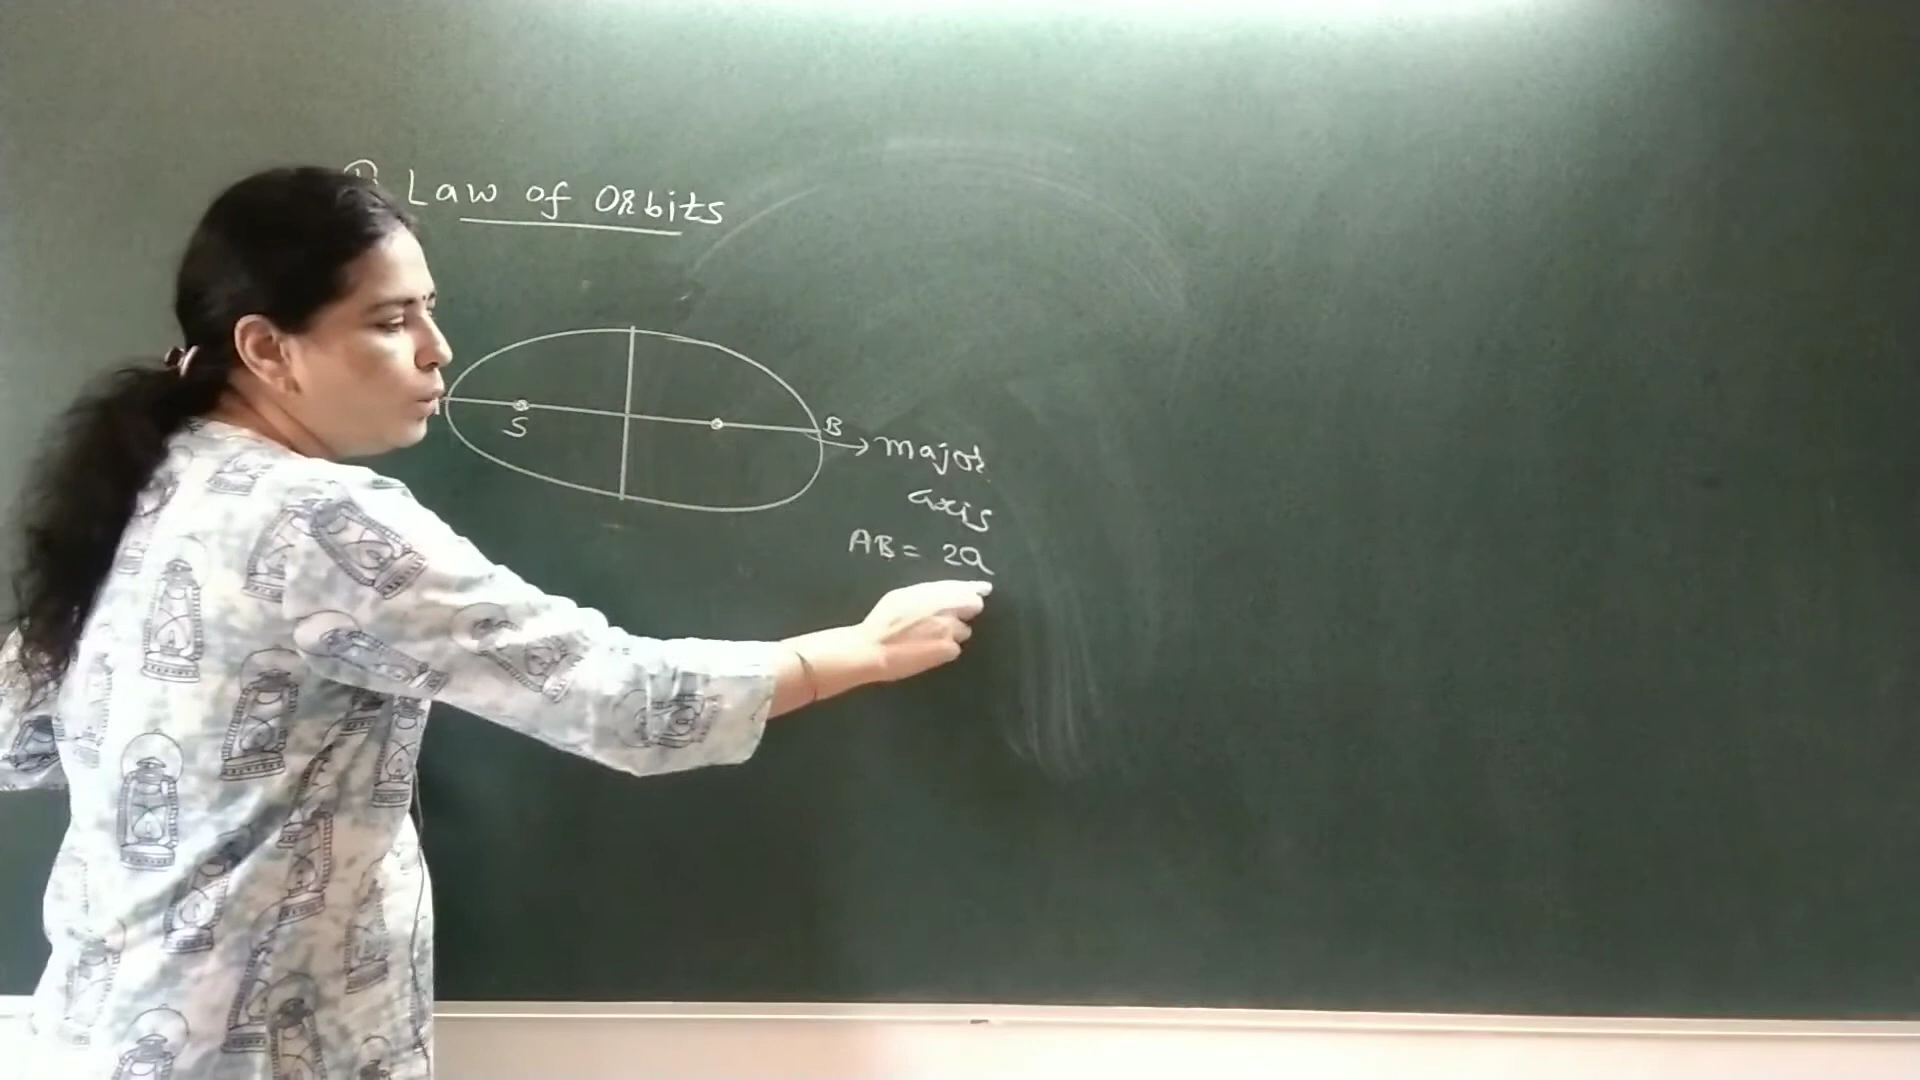 Law of Orbits
S
B
major
axis
AB = 2a